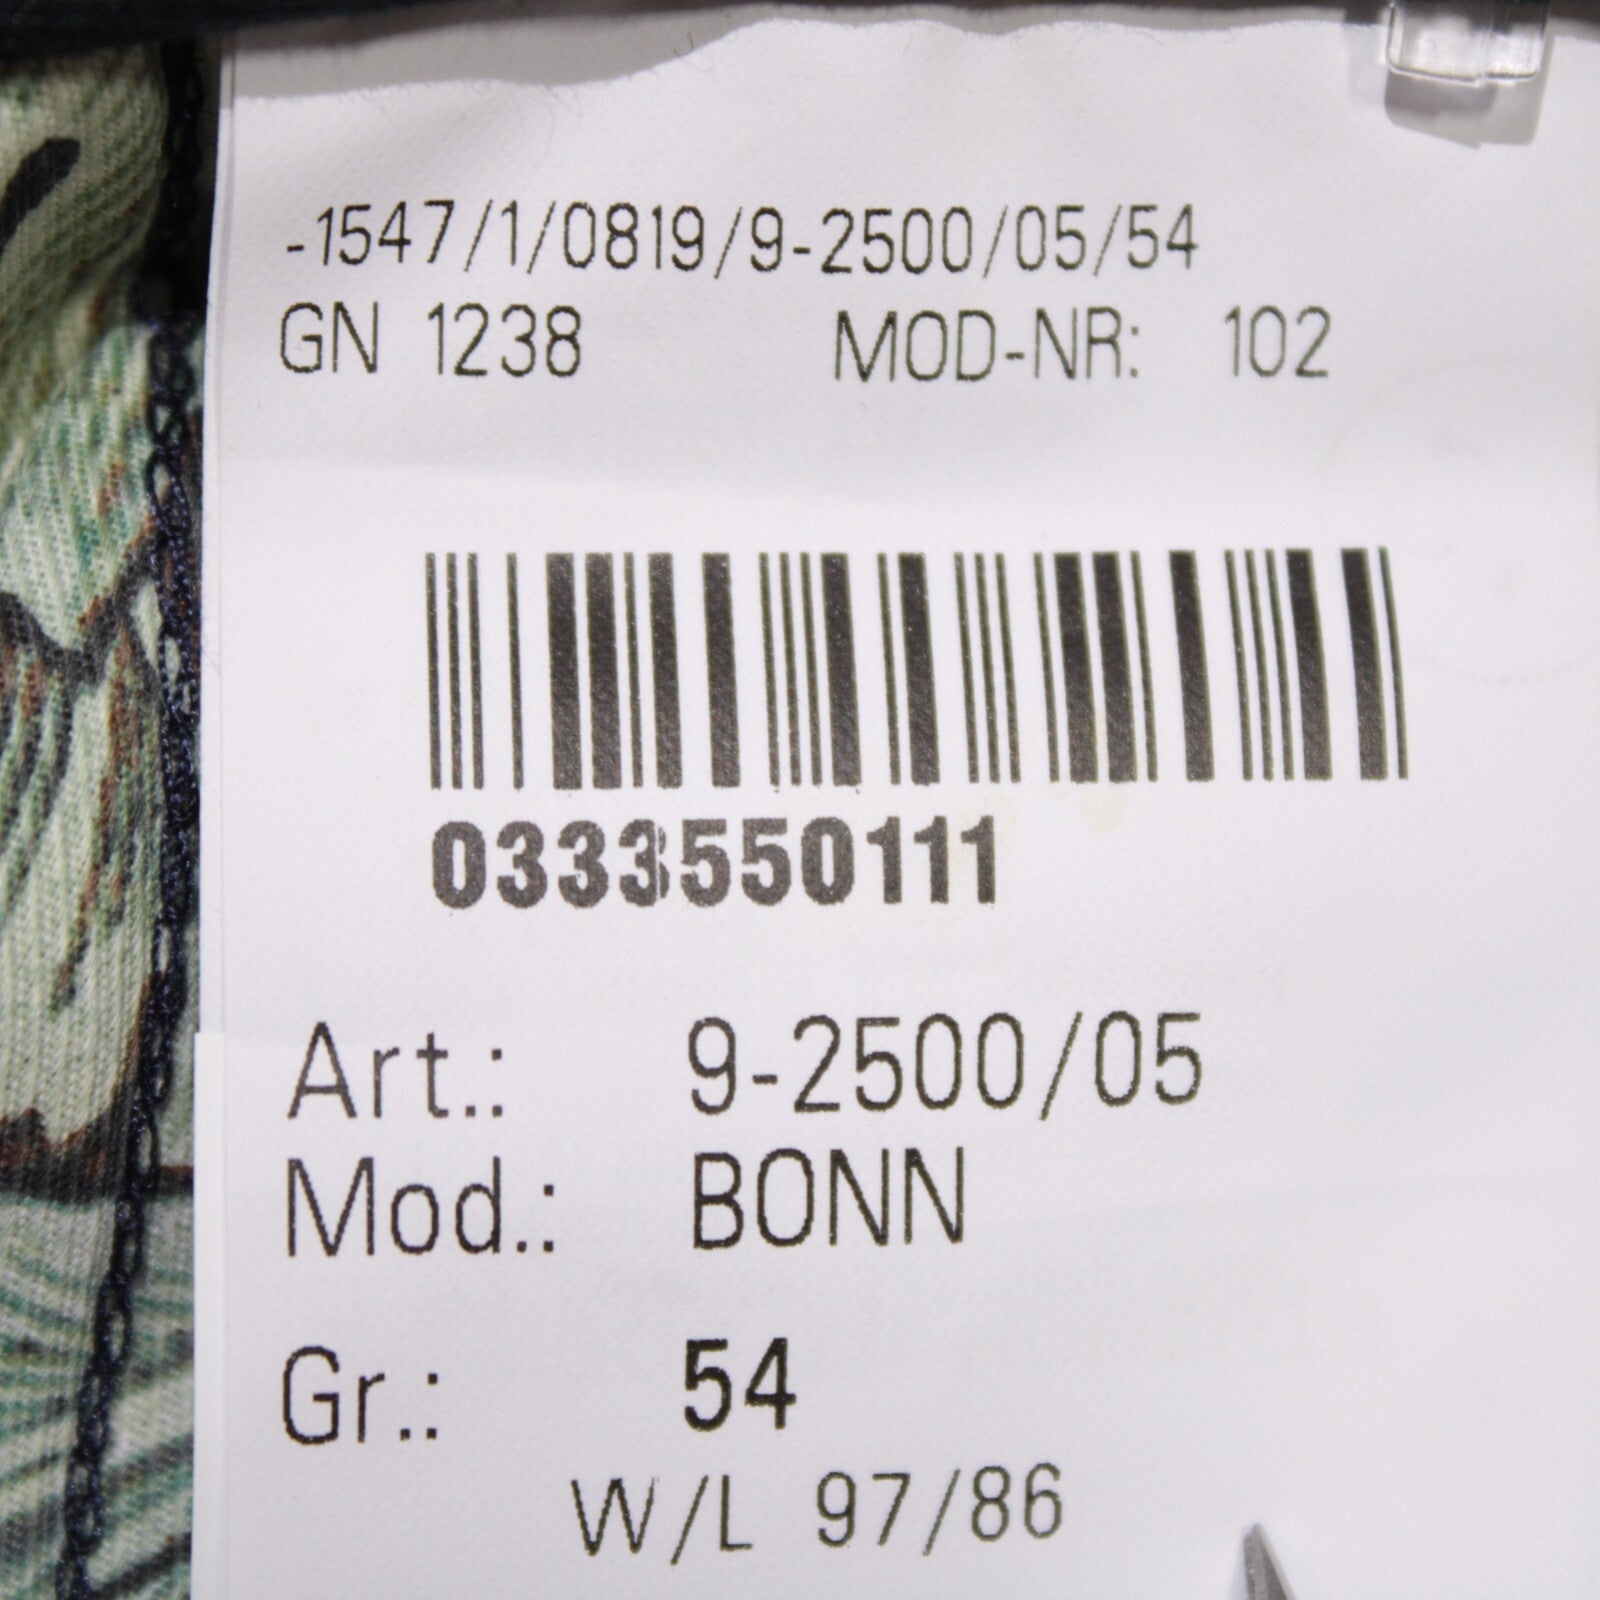 -1547/1/0819/9-2500/05/54
GN 1238 MOD-NR: 102
0333550111
Art.: 9-2500/05
Mod.: BONN
Gr.: 54
W/L 97/86